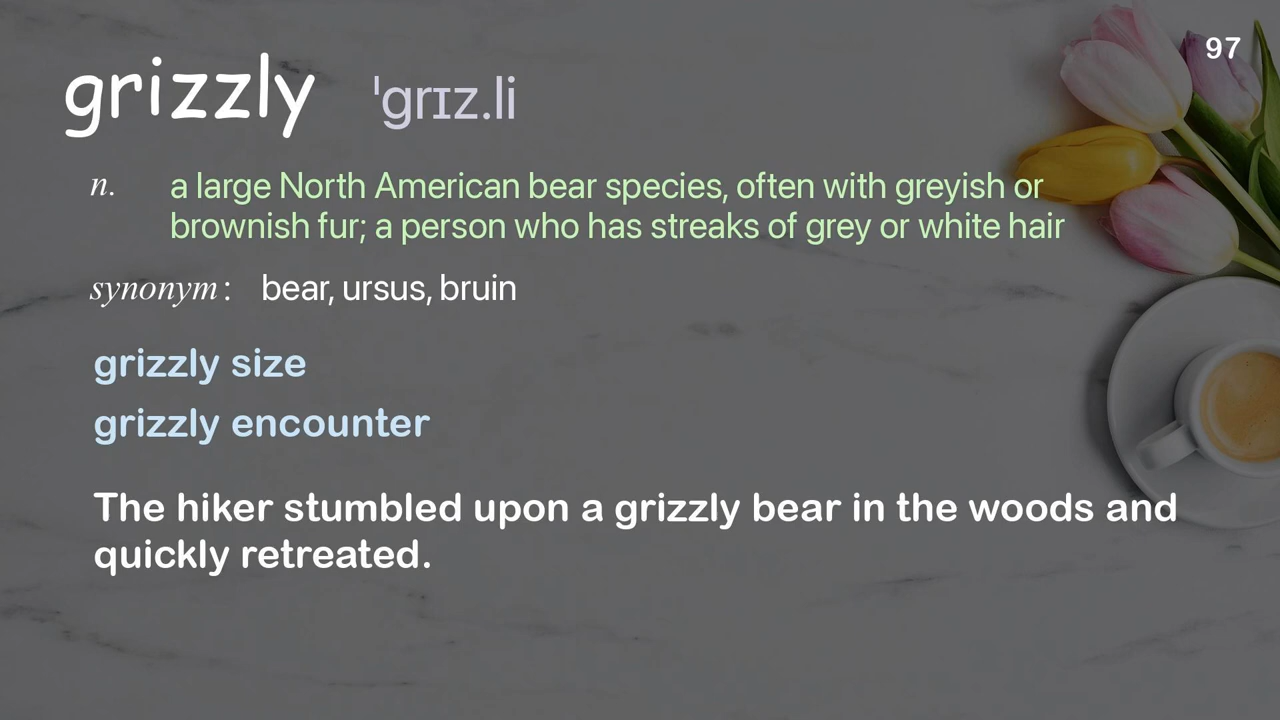 97
grizzly ˈɡrɪz.li
n. a large North American bear species, often with greyish or
brownish fur; a person who has streaks of grey or white hair
synonym: bear, ursus, bruin
grizzly size
grizzly encounter
The hiker stumbled upon a grizzly bear in the woods and
quickly retreated.